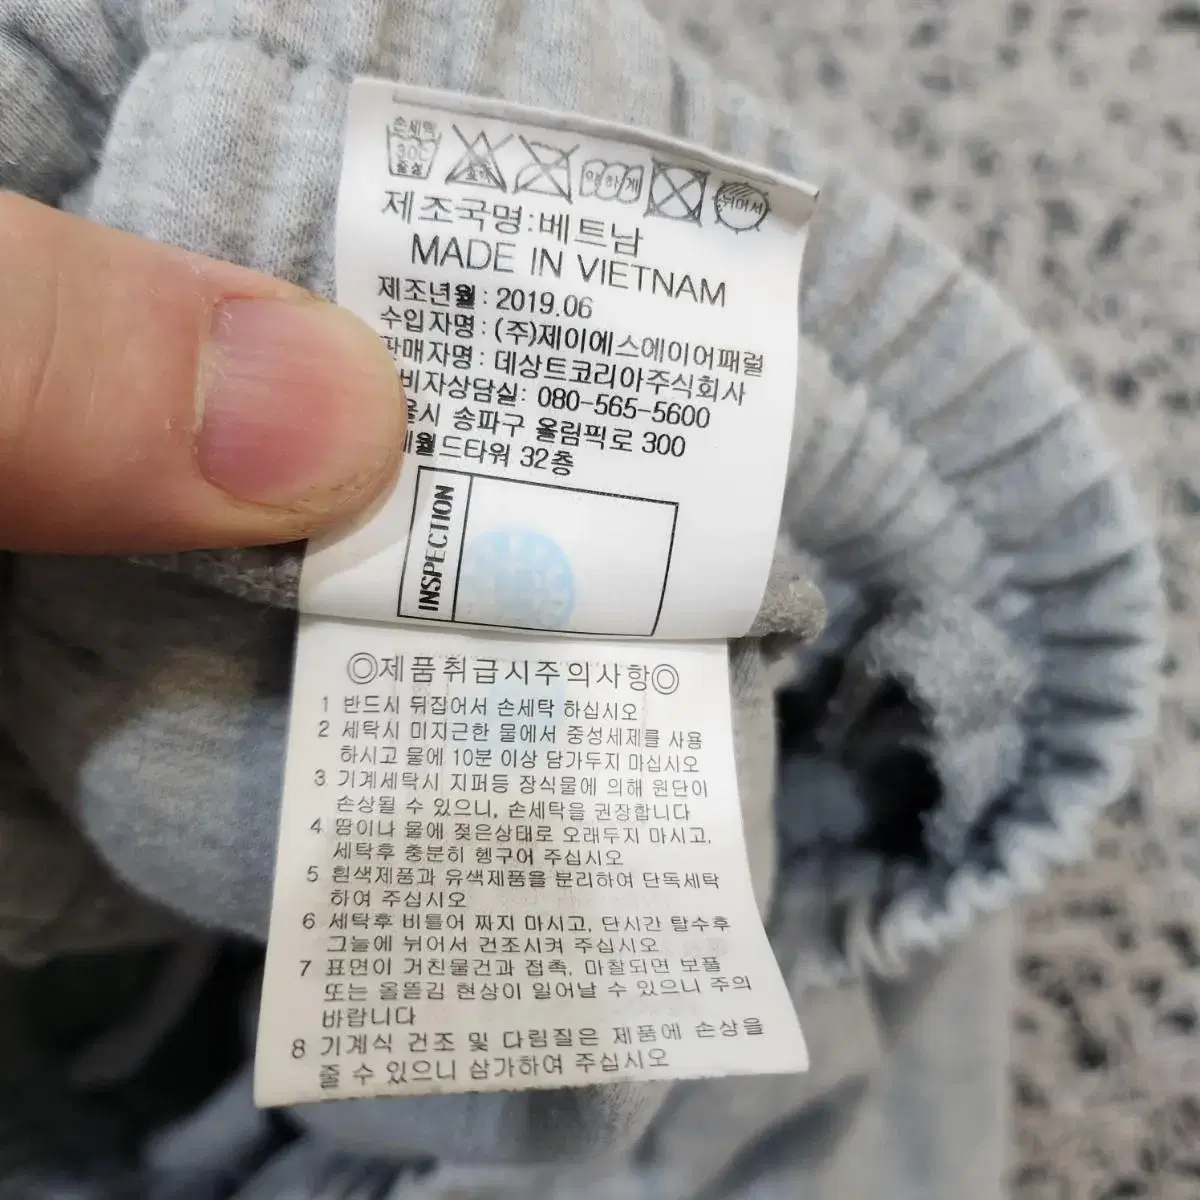 손세탁 30℃ 중성 약하게 뉘어서
제조국명:베트남
MADE IN VIETNAM
제조년월: 2019.06
수입자명: (주)제이에스에이어패럴
판매자명: 데상트코리아주식회사
비자상담실: 080-565-5600
울시 송파구 올림픽로 300
월드타워 32층
INSPECTION
◎제품취급시주의사항◎
1 반드시 뒤집어서 손세탁 하십시오
2 세탁시 미지근한 물에서 중성세제를 사용
하시고 물에 10분 이상 담가두지 마십시오
3 기계세탁시 지퍼등 장식물에 의해 원단이
손상될 수 있으니, 손세탁을 권장합니다
4 땀이나 물에 젖은상태로 오래두지 마시고,
세탁후 충분히 헹구어 주십시오
5 흰색제품과 유색제품을 분리하여 단독세탁
하여 주십시오
6 세탁후 비틀어 짜지 마시고, 단시간 탈수후
그늘에 뉘어서 건조시켜 주십시오
7 표면이 거친물건과 접촉, 마찰되면 보풀
또는 올뜯김 현상이 일어날 수 있으니 주의
바랍니다
8 기계식 건조 및 다림질은 제품에 손상을
줄 수 있으니 삼가하여 주십시오